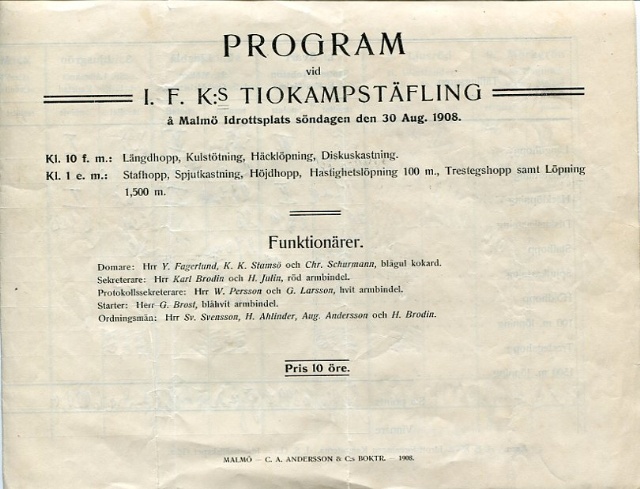 PROGRAM
vid
I. F. K:s TIOKAMPSTÄFLING
å Malmö Idrottsplats söndagen den 30 Aug. 1908.
Kl. 10 f. m.: Längdhopp, Kulstötning, Häcklöpning, Diskuskastning.
Kl. 1 e. m.: Stafhopp, Spjutkastning, Höjdhopp, Hastighetslöpning 100 m., Trestegshopp samt Löpning
1,500 m.
Funktionärer.
Domare: Hrr Y. Fagerlund, K. K. Stamsö och Chr. Schurmann, blågul kokard.
Sekreterare: Hrr Karl Brodin och H. Julin, röd armbindel.
Protokollssekreterare: Hrr W. Persson och G. Larsson, hvit armbindel.
Starter: Herr G. Brost, blåhvit armbindel.
Ordningsmän: Hrr Sv. Svensson, H. Ahlinder, Aug. Andersson och H. Brodin.
Pris 10 öre.
MALMÖ — C. A. ANDERSSON & C:s BOKTR. — 1908.